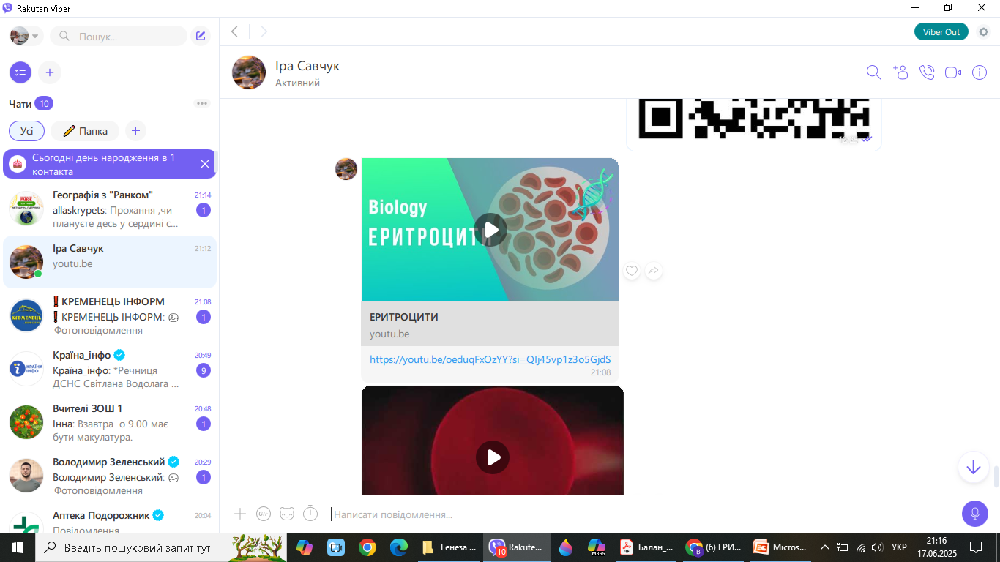 Rakuten Viber
Пошук...
Viber Out
Іра Савчук
Активний
Чати 10
Усі
Папка
Сьогодні день народження в 1
контакта
Географія з "Ранком" 21:14
allaskrypets: Прохання ,чи 1
плануєте десь у сердині с...
Іра Савчук 21:12
youtu.be
КРЕМЕНЕЦЬ ІНФОРМ 21:08
КРЕМЕНЕЦЬ ІНФОРМ: 1
Фотоповідомлення
Країна_інфо 20:49
Країна_інфо: *Речниця 9
ДСНС Світлана Водолага ...
Вчителі ЗОШ 1 20:48
Інна: Взавтра о 9.00 має 1
бути макулатура.
Володимир Зеленський 20:29
Володимир Зеленський: 1
Фотоповідомлення
Аптека Подорожник 20:04
Повідомлення
12:25
Biology
ЕРИТРОЦИТИ
ЕРИТРОЦИТИ
youtu.be
https://youtu.be/oeduqFxOzYY?si=QIj45vp1z3o5GjdS
21:08
GIF
Написати повідомлення...
Введіть пошуковий запит тут
M365
Генеза ...
10
Rakute...
Балан_...
(6) ЕРИ...
Micros...
УКР
21:16
17.06.2025